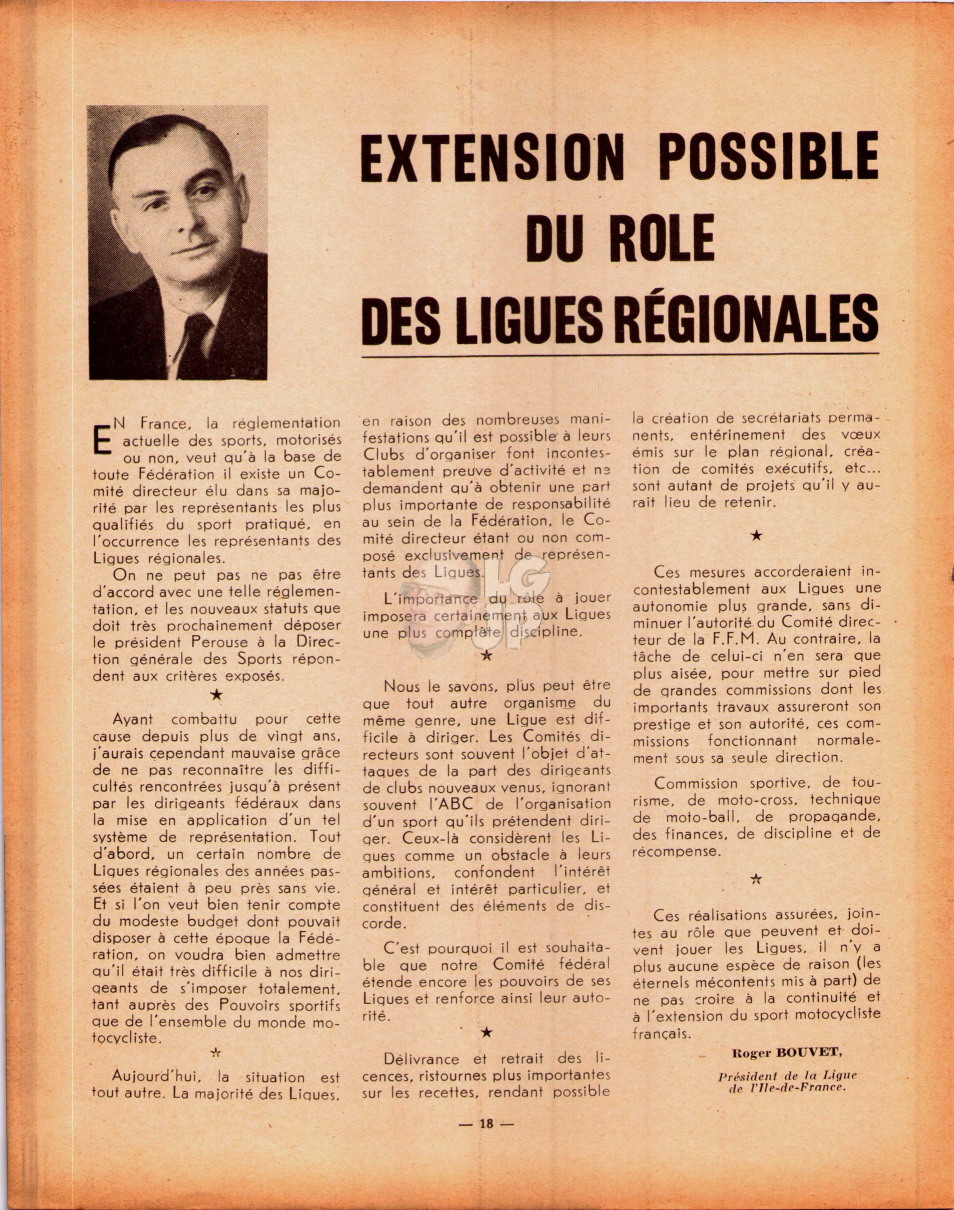 EXTENSION POSSIBLE
DU ROLE
DES LIGUES RÉGIONALES
EN France, la réglementation
actuelle des sports, motorisés
ou non, veut qu'à la base de
toute Fédération il existe un Co-
mité directeur élu dans sa majo-
rité par les représentants les plus
qualifiés du sport pratiqué, en
l'occurrence les représentants des
Ligues régionales.
On ne peut pas ne pas être
d'accord avec une telle réglemen-
tation, et les nouveaux statuts que
doit très prochainement déposer
le président Perouse à la Direc-
tion générale des Sports répon-
dent aux critères exposés.
★
Ayant combattu pour cette
cause depuis plus de vingt ans,
j'aurais cependant mauvaise grâce
de ne pas reconnaître les diffi-
cultés rencontrées jusqu'à présent
par les dirigeants fédéraux dans
la mise en application d'un tel
système de représentation. Tout
d'abord, un certain nombre de
Ligues régionales des années pas-
sées étaient à peu près sans vie.
Et si l'on veut bien tenir compte
du modeste budget dont pouvait
disposer à cette époque la Fédé-
ration, on voudra bien admettre
qu'il était très difficile à nos diri-
geants de s'imposer totalement,
tant auprès des Pouvoirs sportifs
que de l'ensemble du monde mo-
tocycliste.
★
Aujourd'hui, la situation est
tout autre. La majorité des Ligues,
en raison des nombreuses mani-
festations qu'il est possible à leurs
Clubs d'organiser font incontes-
tablement preuve d'activité et ne
demandent qu'à obtenir une part
plus importante de responsabilité
au sein de la Fédération, le Co-
mité directeur étant ou non com-
posé exclusivement de représen-
tants des Ligues.
L'importance du rôle à jouer
imposera certainement aux Ligues
une plus complète discipline.
★
Nous le savons, plus peut être
que tout autre organisme du
même genre, une Ligue est dif-
ficile à diriger. Les Comités di-
recteurs sont souvent l'objet d'at-
taques de la part des dirigeants
de clubs nouveaux venus, ignorant
souvent l'ABC de l'organisation
d'un sport qu'ils prétendent diri-
ger. Ceux-là considèrent les Li-
gues comme un obstacle à leurs
ambitions, confondent l'intérêt
général et intérêt particulier, et
constituent des éléments de dis-
corde.
C'est pourquoi il est souhaita-
ble que notre Comité fédéral
étende encore les pouvoirs de ses
Ligues et renforce ainsi leur auto-
rité.
★
Délivrance et retrait des li-
cences, ristournes plus importantes
sur les recettes, rendant possible
la création de secrétariats perma-
nents, entérinement des vœux
émis sur le plan régional, créa-
tion de comités exécutifs, etc...
sont autant de projets qu'il y au-
rait lieu de retenir.
★
Ces mesures accorderaient in-
contestablement aux Ligues une
autonomie plus grande, sans di-
minuer l'autorité du Comité direc-
teur de la F.F.M. Au contraire, la
tâche de celui-ci n'en sera que
plus aisée, pour mettre sur pied
de grandes commissions dont les
importants travaux assureront son
prestige et son autorité, ces com-
missions fonctionnant normale-
ment sous sa seule direction.
Commission sportive, de tou-
risme, de moto-cross, technique
de moto-ball, de propagande,
des finances, de discipline et de
récompense.
★
Ces réalisations assurées, join-
tes au rôle que peuvent et doi-
vent jouer les Ligues, il n'y a
plus aucune espèce de raison (les
éternels mécontents mis à part) de
ne pas croire à la continuité et
à l'extension du sport motocycliste
français.
Roger BOUVET,
Président de la Ligue
de l'Ile-de-France.
— 18 —
LG
UP